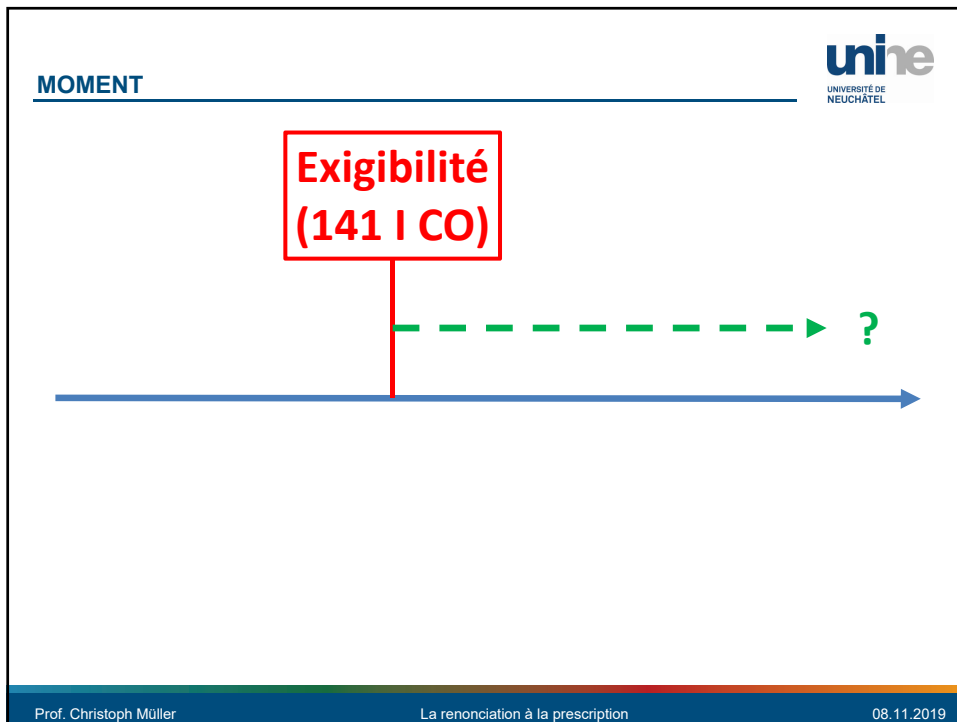 MOMENT
unine
UNIVERSITÉ DE
NEUCHÂTEL
Exigibilité
(141 I CO)
?
Prof. Christoph Müller
La renonciation à la prescription
08.11.2019